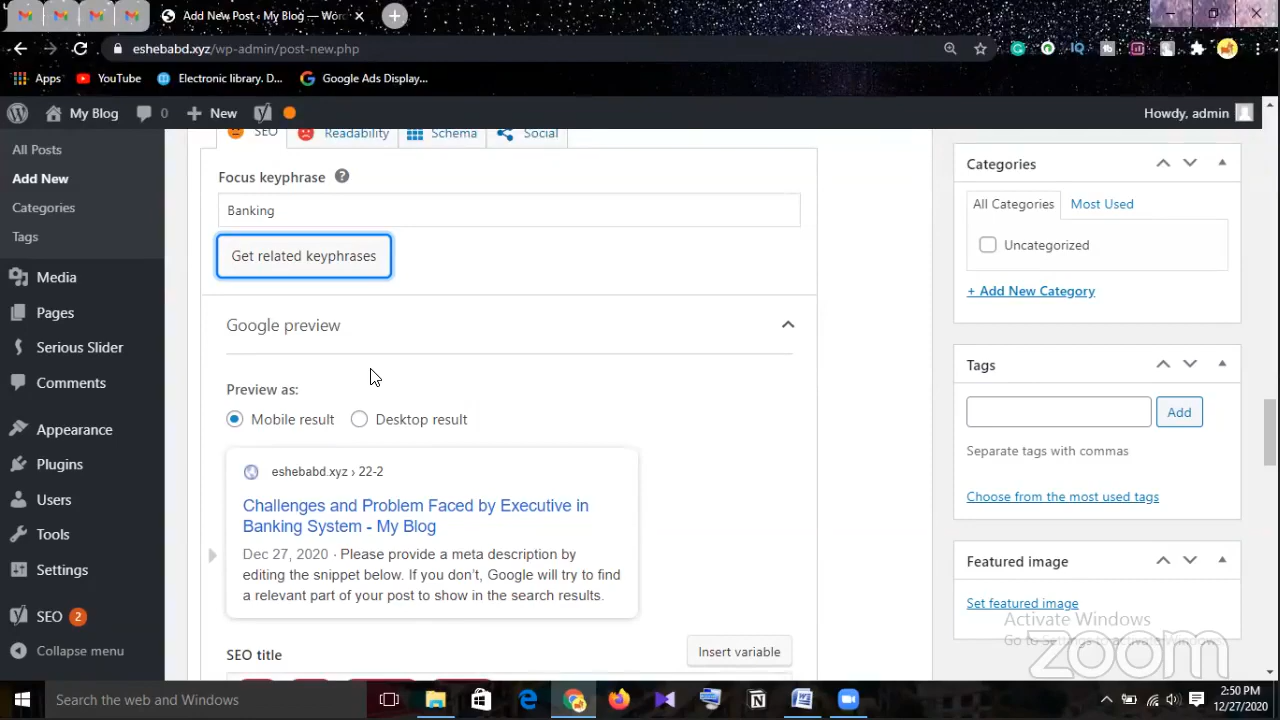 Add New Post ‹ My Blog — Wor
eshebabd.xyz/wp-admin/post-new.php
Apps
YouTube
Electronic library. D...
Google Ads Display...
My Blog
0
New
Howdy, admin
All Posts
Add New
Categories
Tags
Media
Pages
Serious Slider
Comments
Appearance
Plugins
Users
Tools
Settings
SEO 2
Collapse menu
SEO
Readability
Schema
Social
Focus keyphrase
Banking
Get related keyphrases
Google preview
Preview as:
Mobile result
Desktop result
eshebabd.xyz › 22-2
Challenges and Problem Faced by Executive in
Banking System - My Blog
Dec 27, 2020 · Please provide a meta description by
editing the snippet below. If you don't, Google will try to find
a relevant part of your post to show in the search results.
SEO title
Insert variable
Categories
All Categories
Most Used
Uncategorized
+ Add New Category
Tags
Add
Separate tags with commas
Choose from the most used tags
Featured image
Set featured image
Activate Windows
Go to Settings
zoom
Search the web and Windows
2:50 PM
12/27/2020